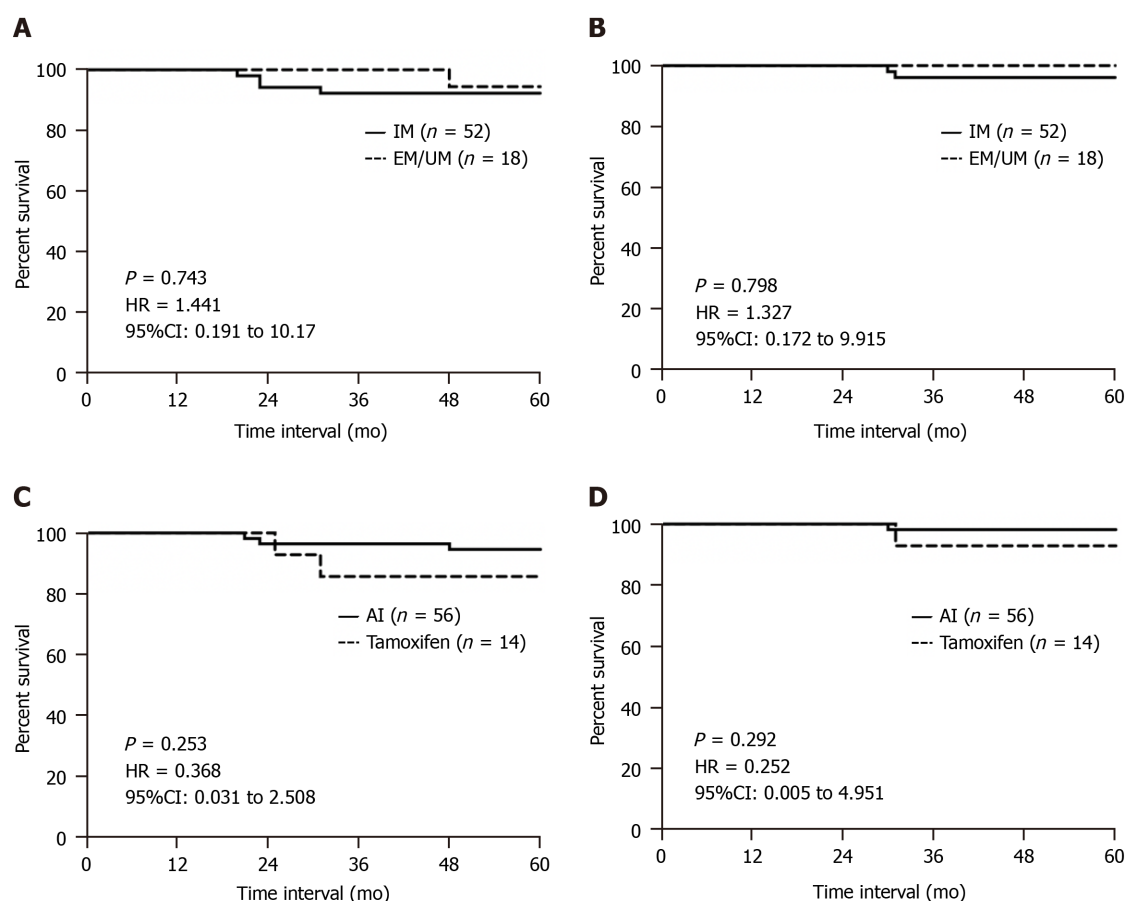 A
100
80
60
40
20
0
Percent survival
IM (n = 52)
EM/UM (n = 18)
P = 0.743
HR = 1.441
95%CI: 0.191 to 10.17
0 12 24 36 48 60
Time interval (mo)
B
100
80
60
40
20
0
Percent survival
IM (n = 52)
EM/UM (n = 18)
P = 0.798
HR = 1.327
95%CI: 0.172 to 9.915
0 12 24 36 48 60
Time interval (mo)
C
100
80
60
40
20
0
Percent survival
AI (n = 56)
Tamoxifen (n = 14)
P = 0.253
HR = 0.368
95%CI: 0.031 to 2.508
0 12 24 36 48 60
Time interval (mo)
D
100
80
60
40
20
0
Percent survival
AI (n = 56)
Tamoxifen (n = 14)
P = 0.292
HR = 0.252
95%CI: 0.005 to 4.951
0 12 24 36 48 60
Time interval (mo)